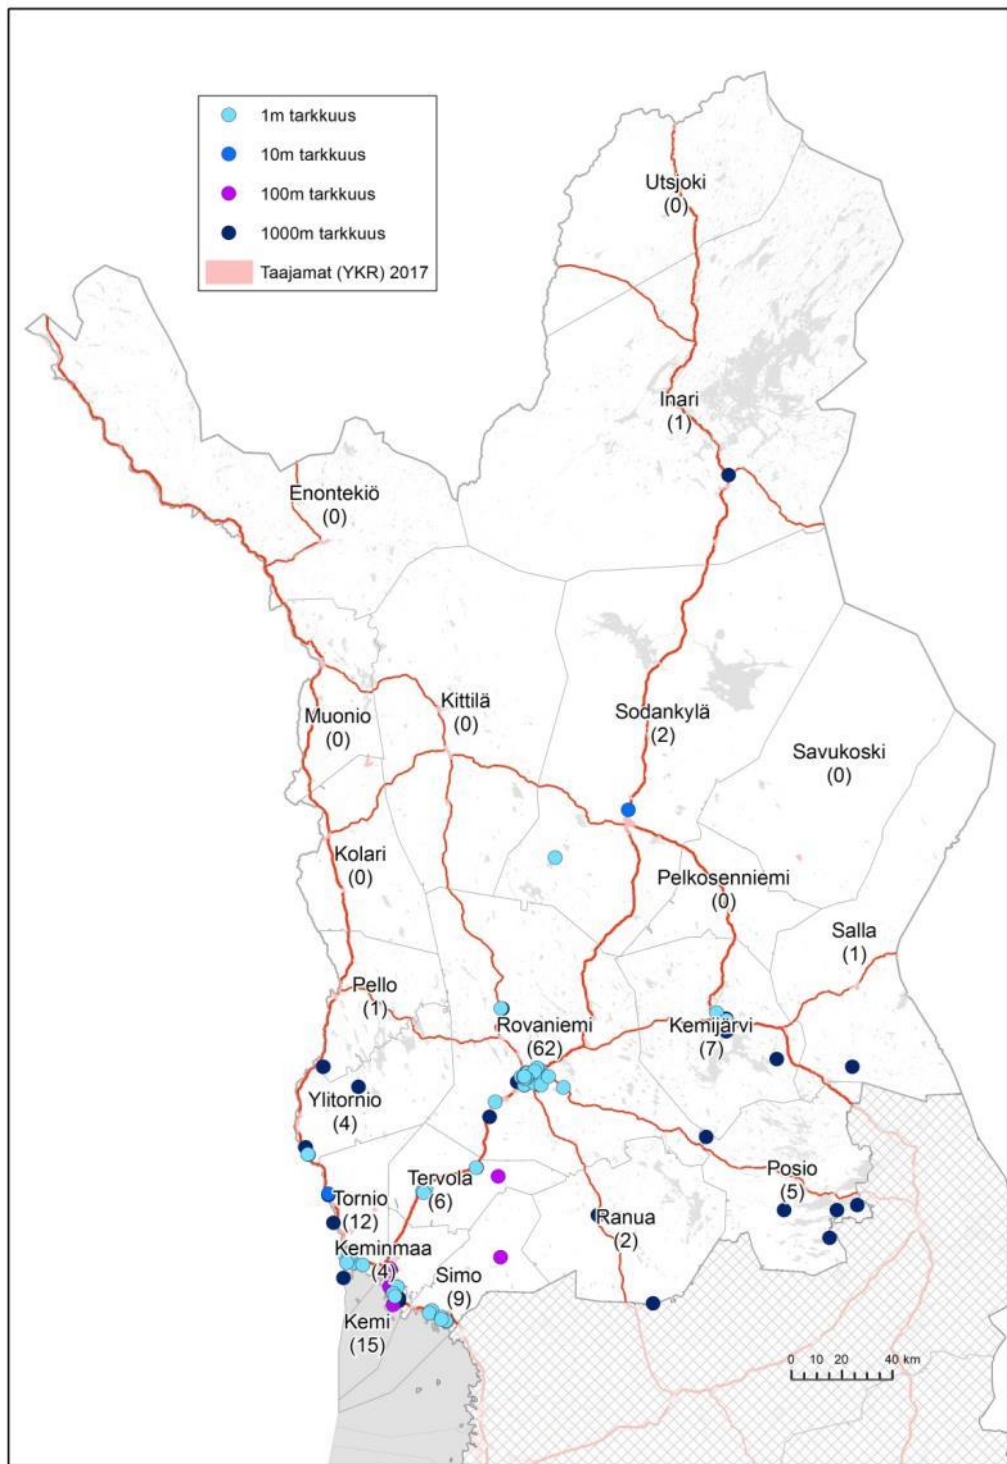 1m tarkkuus
10m tarkkuus
100m tarkkuus
1000m tarkkuus
Taajamat (YKR) 2017
Utsjoki
(0)
Inari
(1)
Enontekiö
(0)
Muonio
(0)
Kittilä
(0)
Sodankylä
(2)
Savukoski
(0)
Kolari
(0)
Pelkosenniemi
(0)
Salla
(1)
Pello
(1)
Rovaniemi
(62)
Kemijärvi
(7)
Ylitornio
(4)
Tervola
(6)
Posio
(5)
Tornio
(12)
Ranua
(2)
Keminmaa
(4)
Simo
(9)
Kemi
(15)
0 10 20 40 km